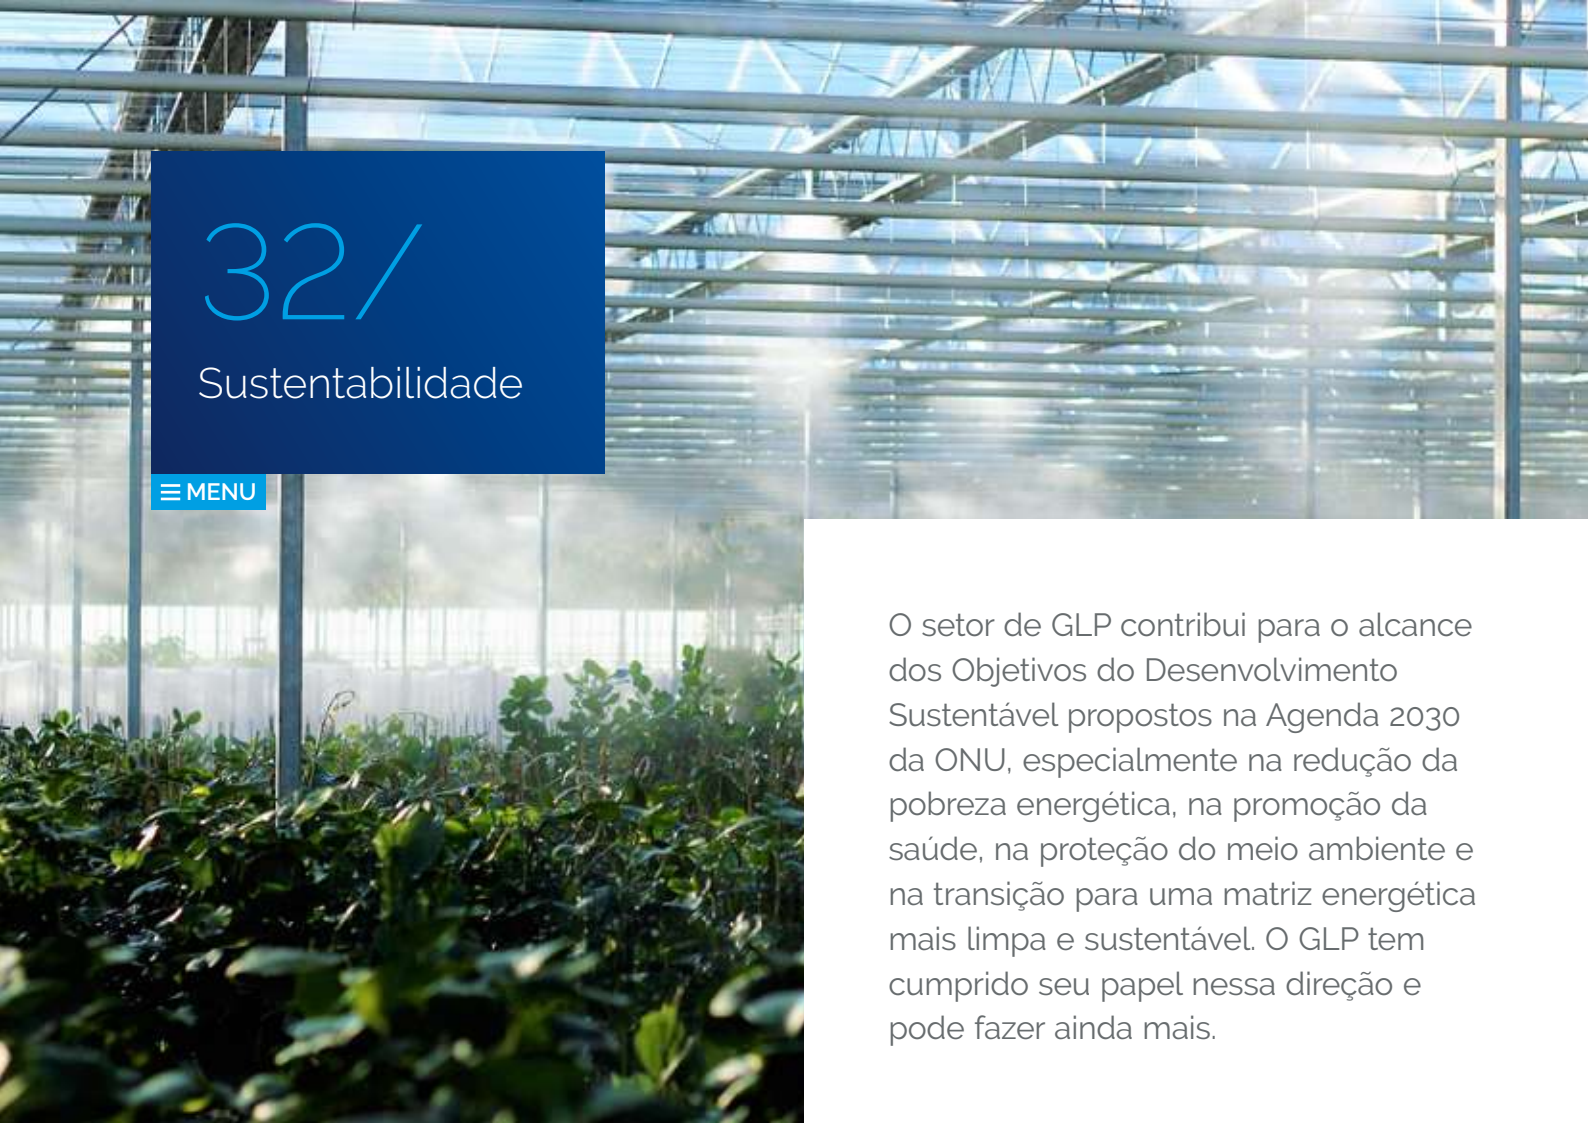 32/
Sustentabilidade
MENU
O setor de GLP contribui para o alcance
dos Objetivos do Desenvolvimento
Sustentável propostos na Agenda 2030
da ONU, especialmente na redução da
pobreza energética, na promoção da
saúde, na proteção do meio ambiente e
na transição para uma matriz energética
mais limpa e sustentável. O GLP tem
cumprido seu papel nessa direção e
pode fazer ainda mais.